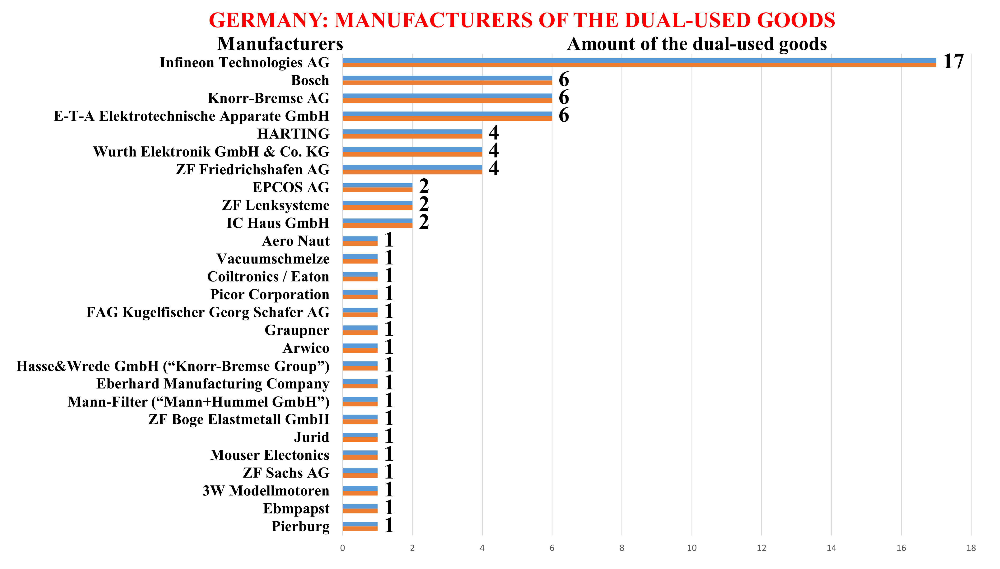 GERMANY: MANUFACTURERS OF THE DUAL-USED GOODS
Manufacturers Amount of the dual-used goods
Infineon Technologies AG 17
Bosch 6
Knorr-Bremse AG 6
E-T-A Elektrotechnische Apparate GmbH 6
HARTING 4
Wurth Elektronik GmbH & Co. KG 4
ZF Friedrichshafen AG 4
EPCOS AG 2
ZF Lenksysteme 2
IC Haus GmbH 2
Aero Naut 1
Vacuumschmelze 1
Coiltronics / Eaton 1
Picor Corporation 1
FAG Kugelfischer Georg Schafer AG 1
Graupner 1
Arwico 1
Hasse&Wrede GmbH (“Knorr-Bremse Group”) 1
Eberhard Manufacturing Company 1
Mann-Filter (“Mann+Hummel GmbH”) 1
ZF Boge Elastmetall GmbH 1
Jurid 1
Mouser Electonics 1
ZF Sachs AG 1
3W Modellmotoren 1
Ebmpapst 1
Pierburg 1
0 2 4 6 8 10 12 14 16 18